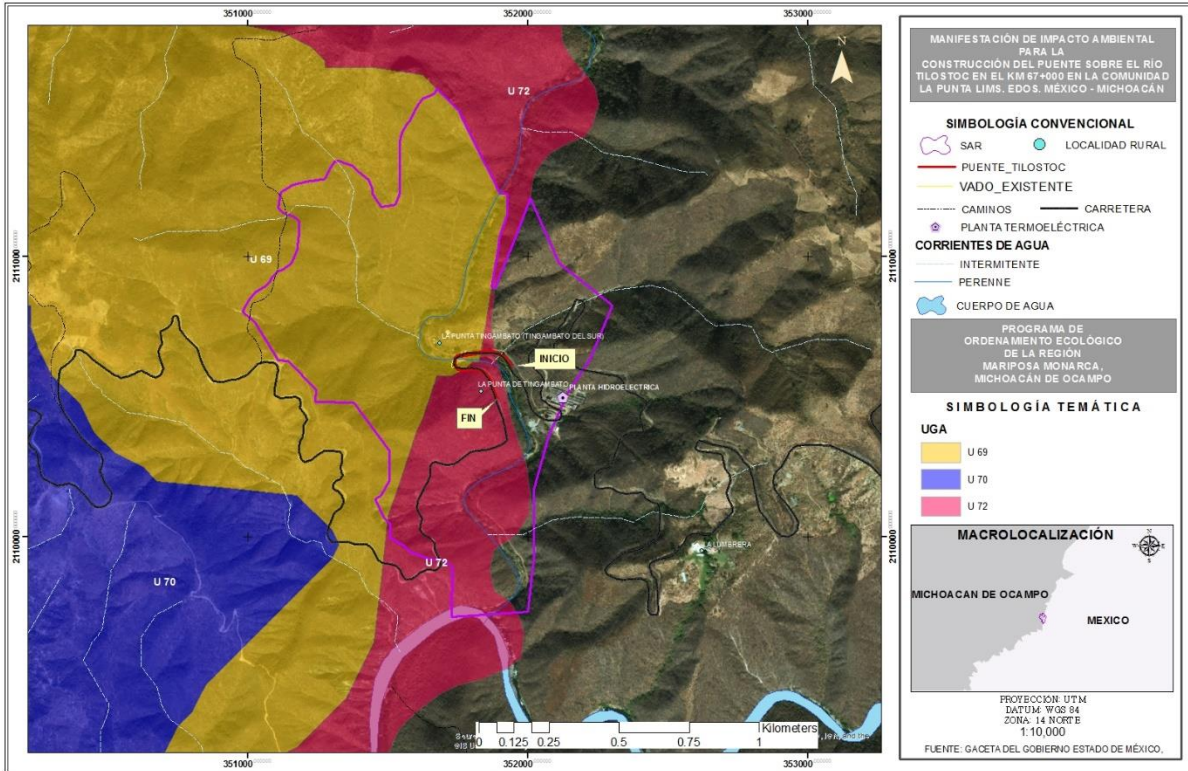 351000
352000
353000
2111000
2110000
N
U 72
U 69
LA PUNTA TINGAMBATO (TINGAMBATO DEL SUR)
INICIO
LA PUNTA DE TINGAMBATO
PLANTA HIDROELECTRICA
FIN
LA LUMBRERA
U 72
U 70
Kilometers
0 0.125 0.25 0.5 0.75 1
351000
352000
353000
2111000
2110000
MANIFESTACIÓN DE IMPACTO AMBIENTAL
PARA LA
CONSTRUCCIÓN DEL PUENTE SOBRE EL RÍO
TILOSTOC EN EL KM 67+000 EN LA COMUNIDAD
LA PUNTA LIMS. EDOS. MÉXICO - MICHOACÁN
SIMBOLOGÍA CONVENCIONAL
SAR
LOCALIDAD RURAL
PUENTE_TILOSTOC
VADO_EXISTENTE
CAMINOS
CARRETERA
PLANTA TERMOELÉCTRICA
CORRIENTES DE AGUA
INTERMITENTE
PERENNE
CUERPO DE AGUA
PROGRAMA DE
ORDENAMIENTO ECOLÓGICO
DE LA REGIÓN
MARIPOSA MONARCA,
MICHOACÁN DE OCAMPO
SIMBOLOGÍA TEMÁTICA
UGA
U 69
U 70
U 72
MACROLOCALIZACIÓN
MICHOACAN DE OCAMPO
MEXICO
PROYECCIÓN: UTM
DATUM: WGS 84
ZONA: 14 NORTE
1:10,050
FUENTE: GACETA DEL GOBIERNO ESTADO DE MÉXICO,